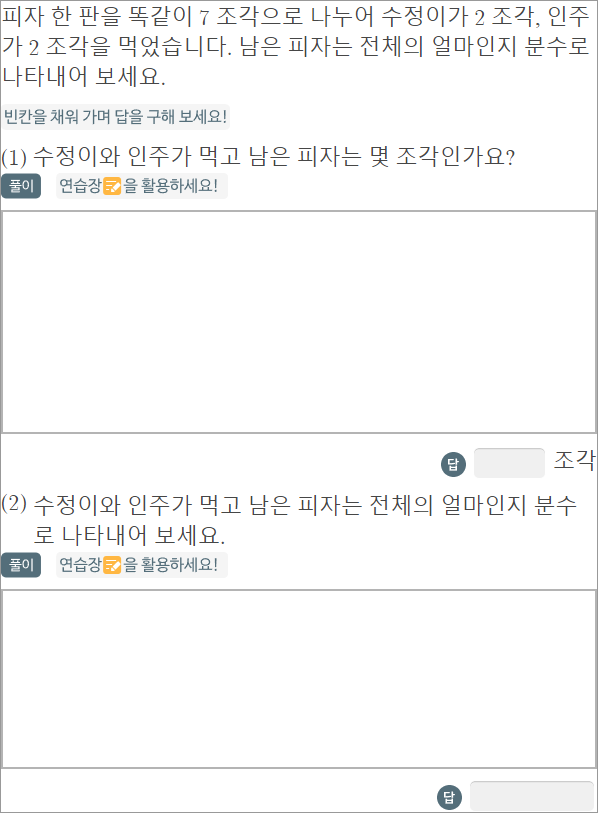 피자 한 판을 똑같이 7 조각으로 나누어 수정이가 2 조각, 인주
가 2 조각을 먹었습니다. 남은 피자는 전체의 얼마인지 분수로
나타내어 보세요.
빈칸을 채워 가며 답을 구해 보세요!
(1) 수정이와 인주가 먹고 남은 피자는 몇 조각인가요?
풀이 연습장을 활용하세요!
답 조각
(2) 수정이와 인주가 먹고 남은 피자는 전체의 얼마인지 분수
로 나타내어 보세요.
풀이 연습장을 활용하세요!
답